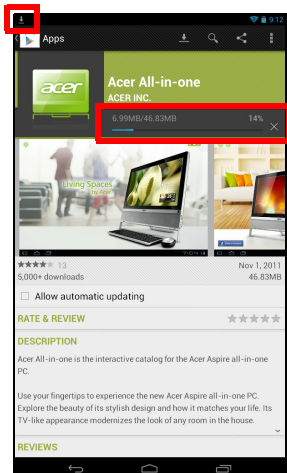 9:12
Apps
acer
Acer All-in-one
ACER INC.
6.99MB/46.83MB 14%
Living Spaces
by Acer
13 Nov 1, 2011
5,000+ downloads 46.83MB
Allow automatic updating
RATE & REVIEW
DESCRIPTION
Acer All-in-one is the interactive catalog for the Acer Aspire all-in-one
PC.
Use your fingertips to experience the new Acer Aspire all-in-one PC.
Explore the beauty of its stylish design and how it matches your life. Its
TV-like appearance modernizes the look of any room in the house.
REVIEWS